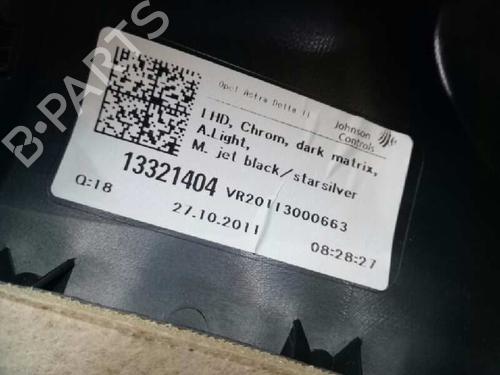 B-PARTS
Opel Astra Delta II
Johnson
Controls
HD, Chrom, dark matrix,
A.Light,
M. jet black/starsilver
13321404 VR20113000663
Q:18
27.10.2011
08:28:27